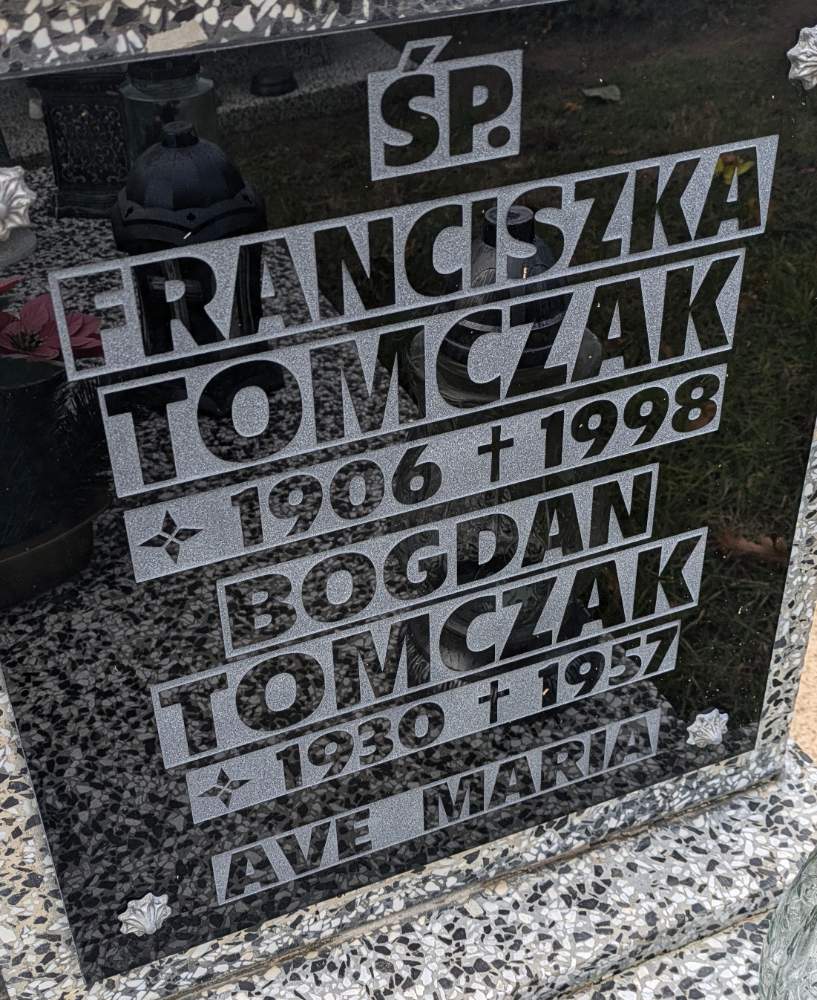 ŚP.
FRANCISZKA
TOMCZAK
1906 † 1998
BOGDAN
TOMCZAK
1930 † 1957
AVE MARIA